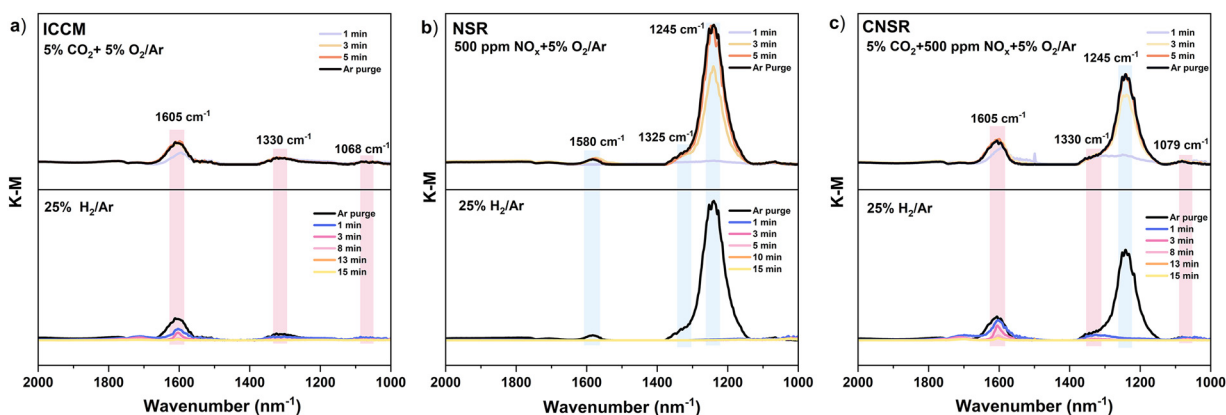 a)
ICCM
5% CO₂+ 5% O₂/Ar
1 min
3 min
5 min
Ar purge
1605 cm⁻¹
1330 cm⁻¹
1068 cm⁻¹
25% H₂/Ar
Ar purge
1 min
3 min
8 min
13 min
15 min
K-M
2000 1800 1600 1400 1200 1000
Wavenumber (nm⁻¹)
b)
NSR
500 ppm NOₓ+5% O₂/Ar
1245 cm⁻¹
1 min
3 min
5 min
Ar Purge
1580 cm⁻¹
1325 cm⁻¹
25% H₂/Ar
Ar purge
1 min
3 min
5 min
10 min
15 min
K-M
2000 1800 1600 1400 1200 1000
Wavenumber (nm⁻¹)
c)
CNSR
5% CO₂+500 ppm NOₓ+5% O₂/Ar
1 min
3 min
5 min
Ar purge
1245 cm⁻¹
1605 cm⁻¹
1330 cm⁻¹
1079 cm⁻¹
25% H₂/Ar
Ar purge
1 min
3 min
8 min
13 min
15 min
K-M
2000 1800 1600 1400 1200 1000
Wavenumber (nm⁻¹)